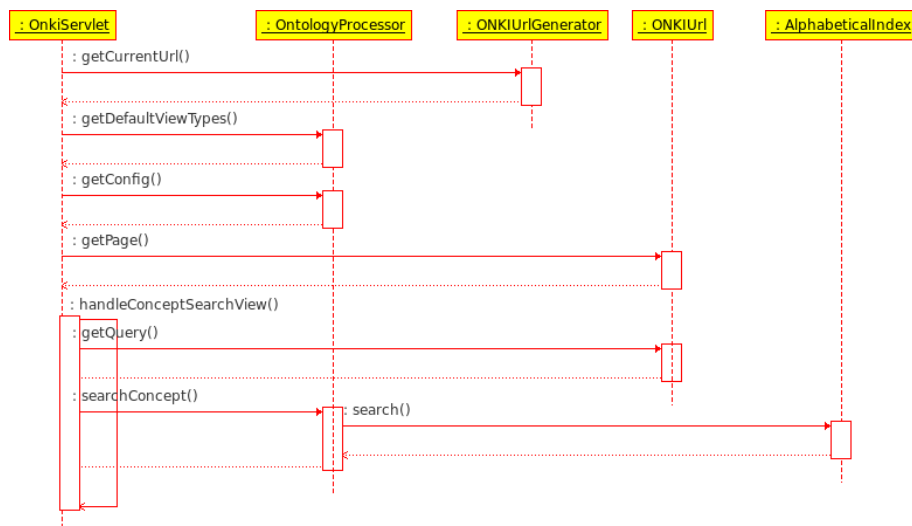 : OnkiServlet
: OntologyProcessor
: ONKIUrlGenerator
: ONKIUrl
: AlphabeticalIndex
: getCurrentUrl()
: getDefaultViewTypes()
: getConfig()
: getPage()
: handleConceptSearchView()
: getQuery()
: searchConcept()
: search()